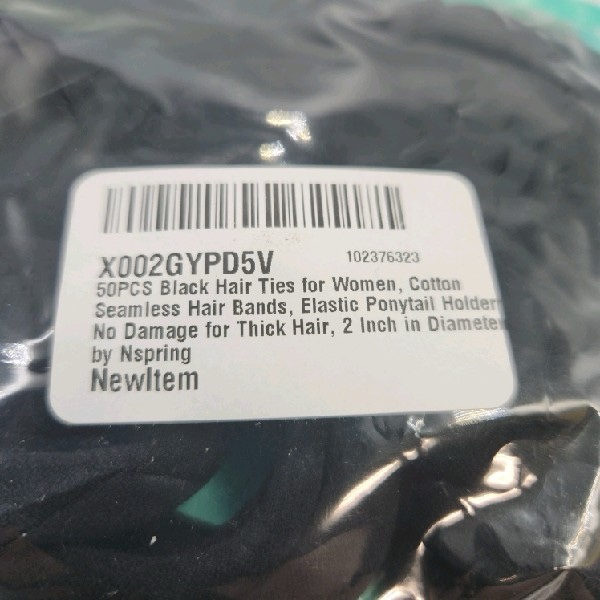 X002GYPD5V 102376323
50PCS Black Hair Ties for Women, Cotton
Seamless Hair Bands, Elastic Ponytail Holder
No Damage for Thick Hair, 2 Inch in Diameter
by Nspring
NewItem